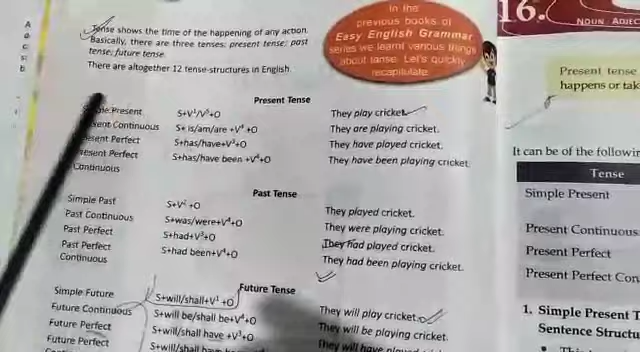 Tense shows the time of the happening of any action.
Basically, there are three tenses: present tense; past
tense; future tense.
There are altogether 12 tense structures in English.
In the
previous books of
Easy English Grammar
series we learnt various things
about tense. Let's quickly
recapitulate.
Present Tense
Present S+V¹/V⁵+O They play cricket.
Continuous S+ is/am/are +V⁴ +O They are playing cricket.
Perfect S+has/have+V³+O They have played cricket.
Perfect S+has/have been +V⁴+O They have been playing cricket.
Continuous
Past Tense
Simple Past S+V² +O They played cricket.
Past Continuous S+was/were+V⁴+O They were playing cricket.
Past Perfect S+had+V³+O They had played cricket.
Past Perfect S+had been+V⁴+O They had been playing cricket.
Continuous
Future Tense
Simple Future S+will/shall+V¹ +O They will play cricket.
Future Continuous S+will be/shall be+V⁴+O They will be playing cricket.
Future Perfect S+will/shall have +V³+O They will have played
Future Perfect S+will/shall have
16.
NOUN
Present tense
happens or
It can be of the
Tense
Simple Present
Present Continuous
Present Perfect
Present Perfect
1. Simple Present
Sentence